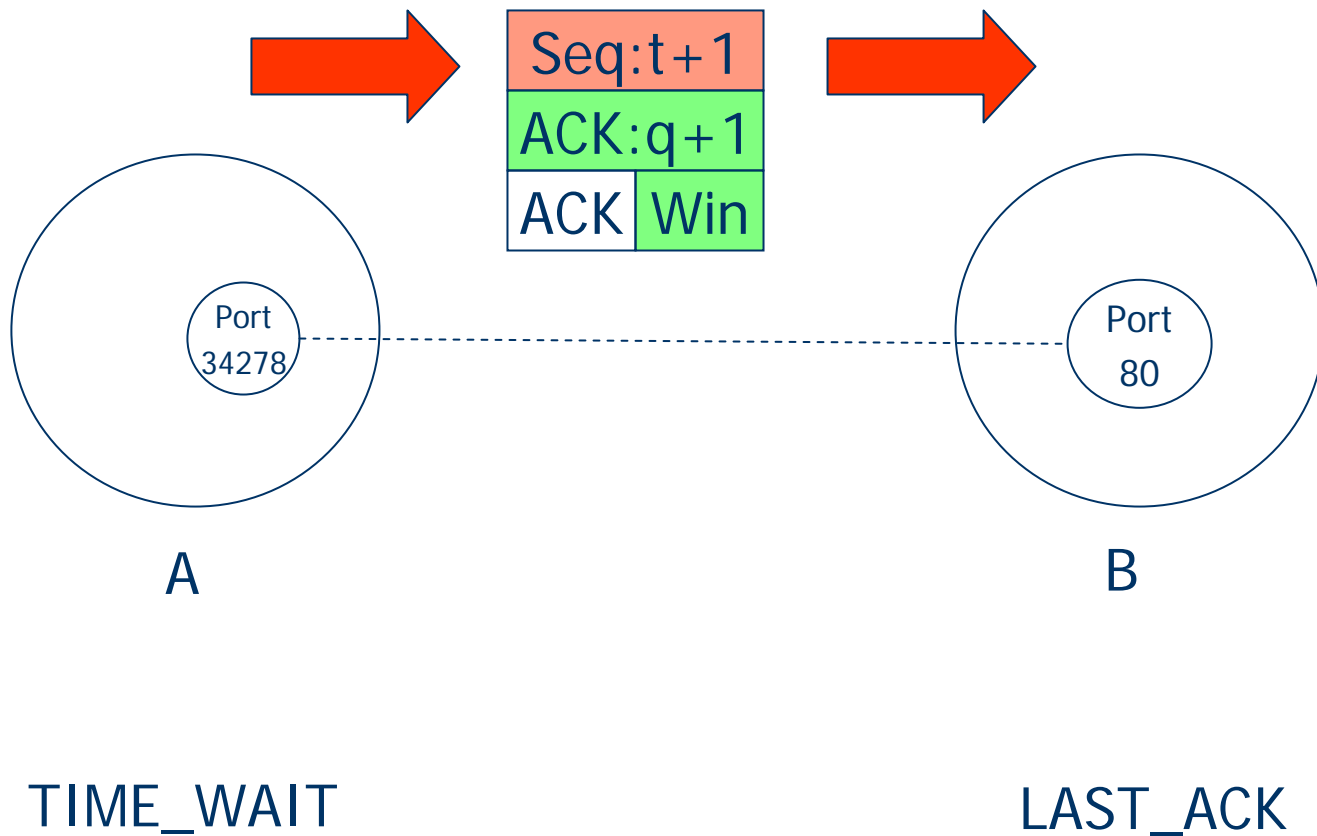 Seq:t+1
ACK:q+1
ACK Win
Port
34278
Port
80
A
B
TIME_WAIT
LAST_ACK